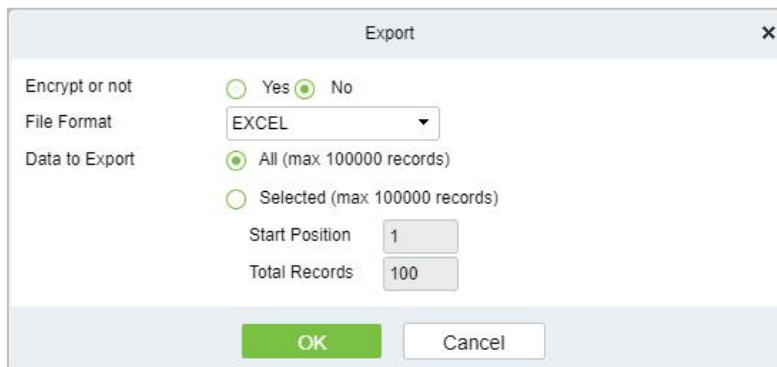 Export
Encrypt or not Yes No
File Format EXCEL
Data to Export All (max 100000 records)
Selected (max 100000 records)
Start Position 1
Total Records 100
OK Cancel